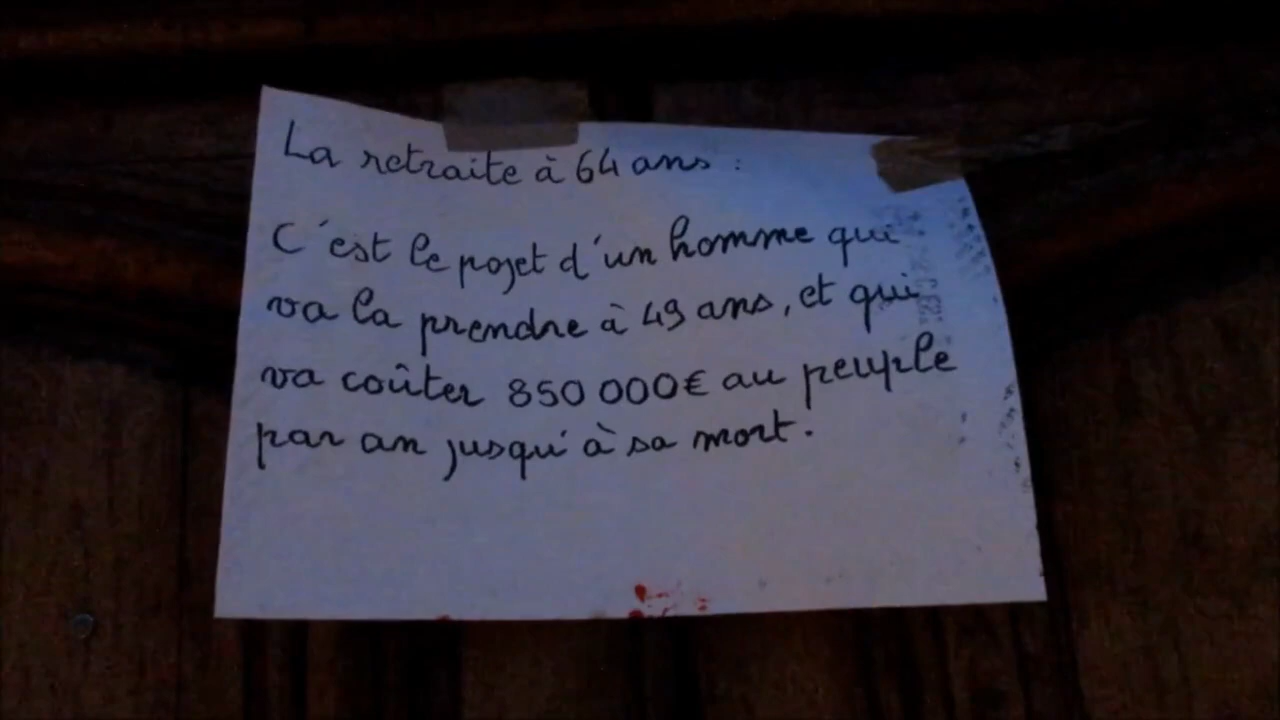 La retraite à 64 ans :
C'est le pojet d'un homme qui
va la prendre à 49 ans, et qui
va coûter 850 000€ au peuple
par an jusqu'à sa mort.